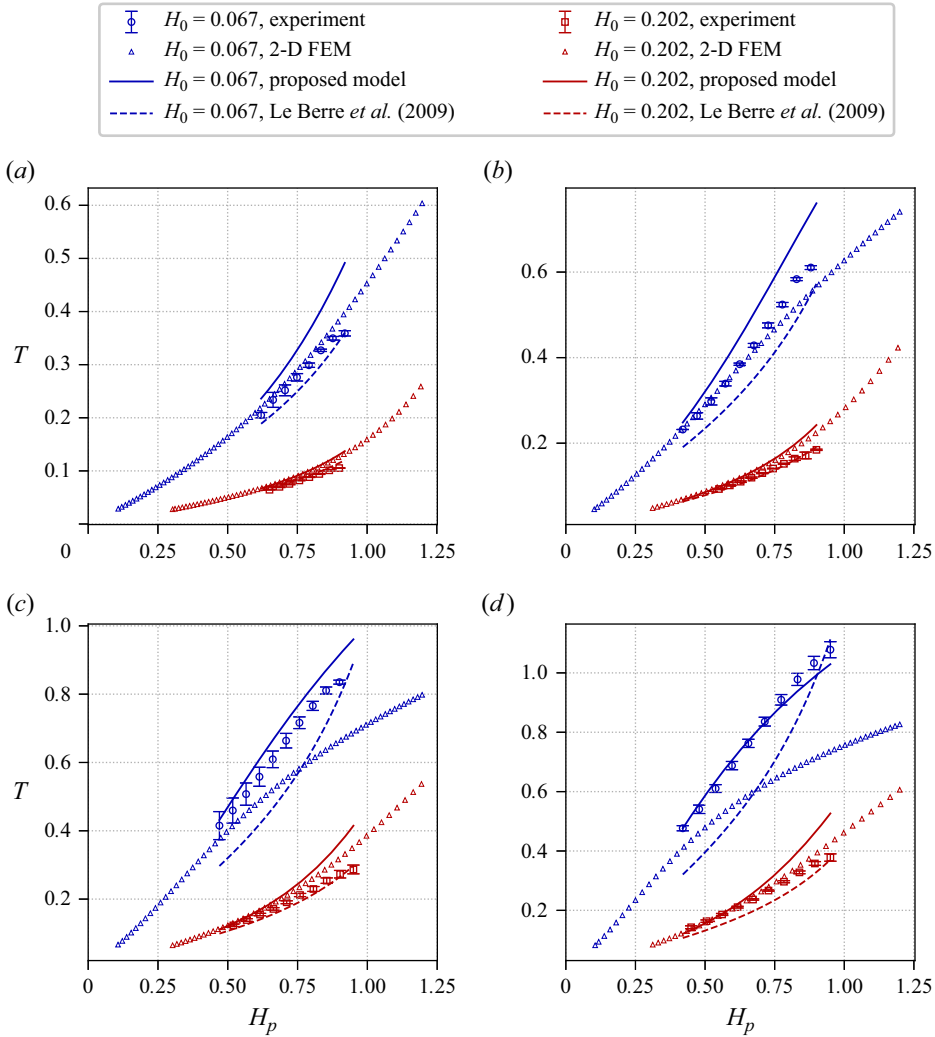 H0 = 0.067, experiment
H0 = 0.067, 2-D FEM
H0 = 0.067, proposed model
H0 = 0.067, Le Berre et al. (2009)
H0 = 0.202, experiment
H0 = 0.202, 2-D FEM
H0 = 0.202, proposed model
H0 = 0.202, Le Berre et al. (2009)
(a)
0.6
0.5
0.4
T
0.3
0.2
0.1
0
0.25
0.50
0.75
1.00
1.25
(b)
0.6
0.4
0.2
0
0.25
0.50
0.75
1.00
1.25
(c)
1.0
0.8
0.6
T
0.4
0.2
0
0.25
0.50
0.75
1.00
1.25
Hp
(d)
1.0
0.8
0.6
0.4
0.2
0
0.25
0.50
0.75
1.00
1.25
Hp